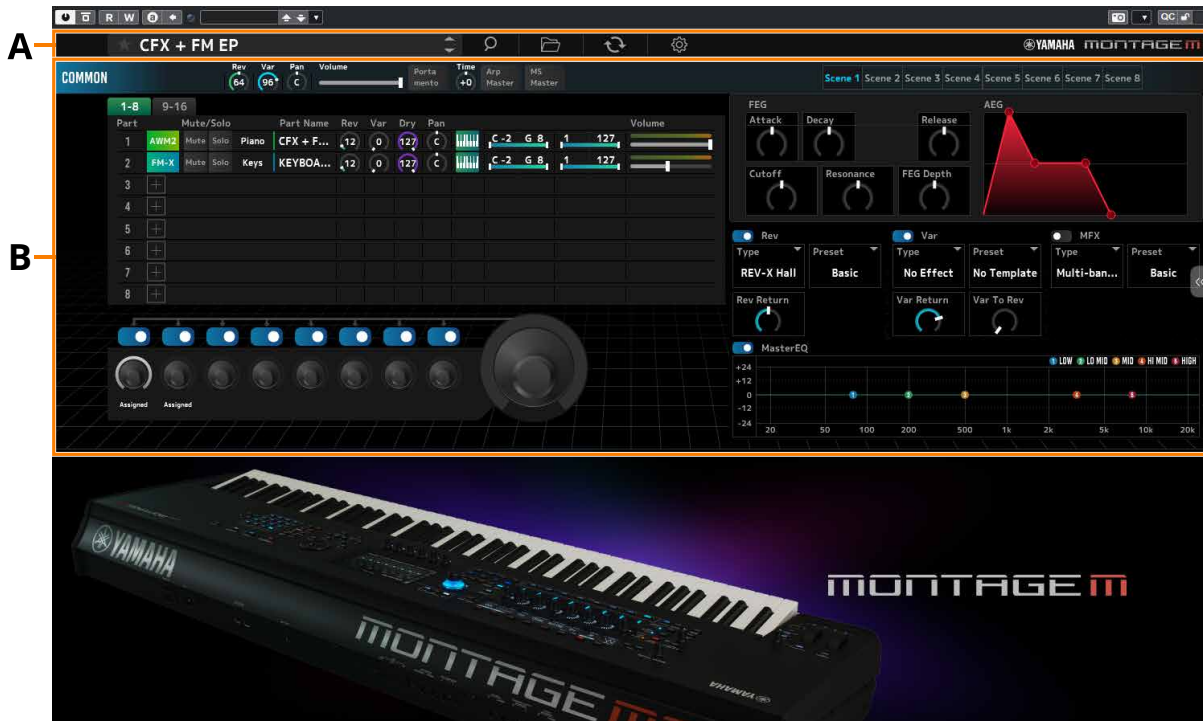 R W a QC
A
CFX + FM EP
YAMAHA MONTAGE M
B
COMMON
Rev Var Pan Volume
64 96 C
Porta mento
Time
+0
Arp Master
MS Master
Scene 1 Scene 2 Scene 3 Scene 4 Scene 5 Scene 6 Scene 7 Scene 8
1-8 9-16
Part Mute/Solo Part Name Rev Var Dry Pan Volume
1 AWM2 Mute Solo Piano CFX + F... 12 0 127 C C -2 G 8 1 127
2 FM-X Mute Solo Keys KEYBOA... 12 0 127 C C -2 G 8 1 127
3
4
5
6
7
8
Assigned Assigned
FEG
Attack Decay Release
Cutoff Resonance FEG Depth
AEG
Rev Var MFX
Type Preset Type Preset Type Preset
REV-X Hall Basic No Effect No Template Multi-ban... Basic
Rev Return Var Return Var To Rev
MasterEQ
1 LOW 2 LO MID 3 MID 4 HI MID 5 HIGH
+24
+12
0 1 2 3 4 5
-12
-24
20 50 100 200 500 1k 2k 5k 10k 20k
YAMAHA
MONTAGE M
MONTAGE M
YAMAHA